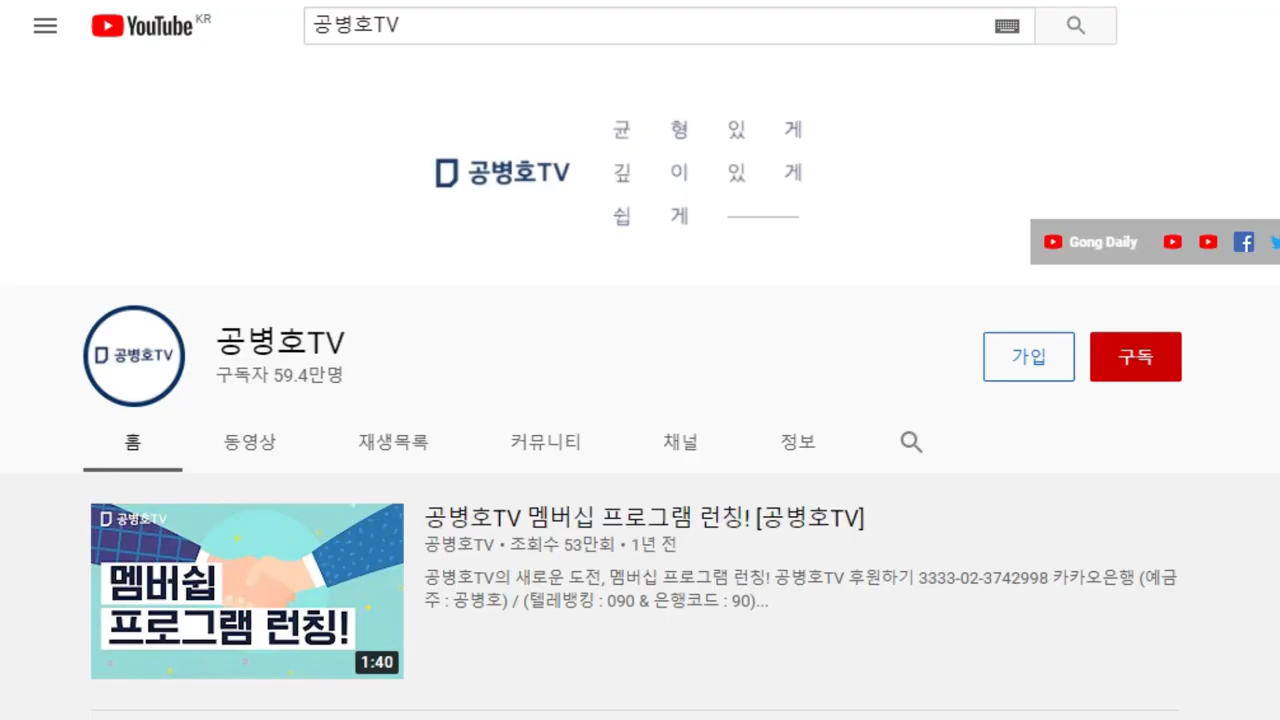 YouTube KR
공병호TV
균 형 있 게
공병호TV
깊 이 있 게
쉽 게
Gong Daily
공병호TV
공병호TV
구독자 59.4만명
가입
구독
홈
동영상
재생목록
커뮤니티
채널
정보
공병호TV
멤버쉽
프로그램 런칭!
1:40
공병호TV 멤버십 프로그램 런칭! [공병호TV]
공병호TV • 조회수 53만회 • 1년 전
공병호TV의 새로운 도전, 멤버십 프로그램 런칭! 공병호TV 후원하기 3333-02-3742998 카카오은행 (예금
주 : 공병호) / (텔레뱅킹 : 090 & 은행코드 : 90)...